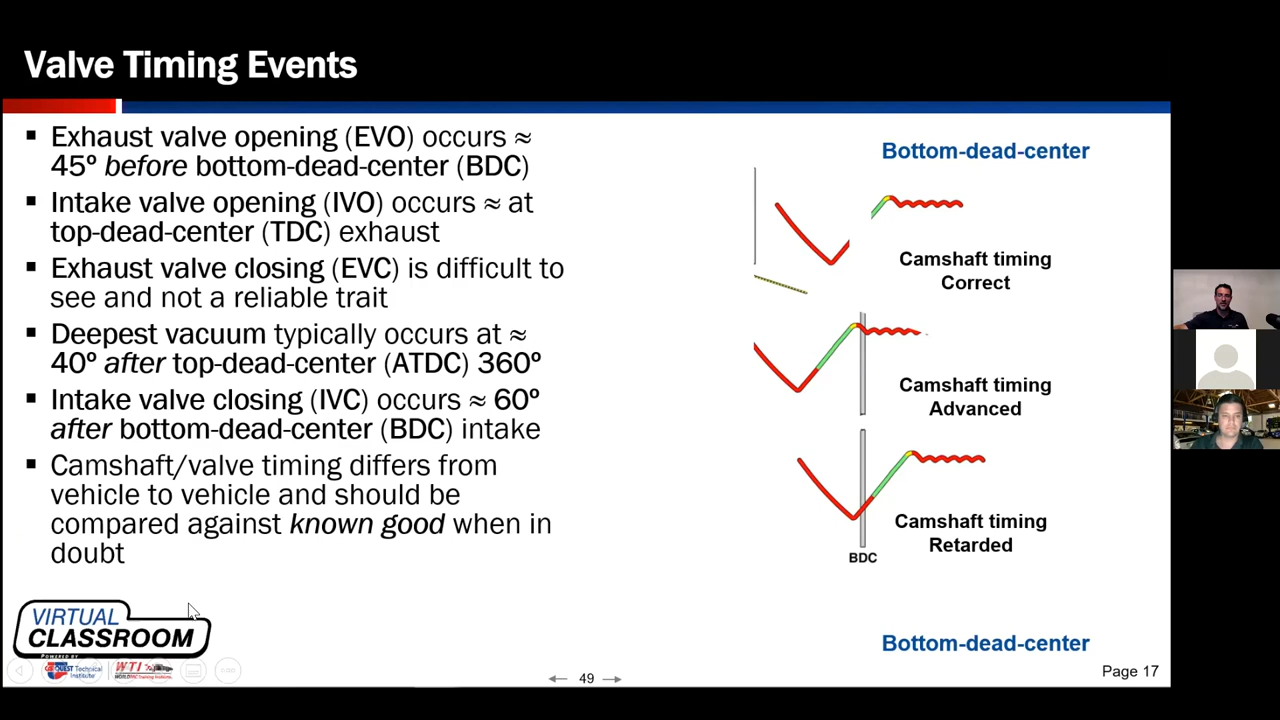 Valve Timing Events
▪ Exhaust valve opening (EVO) occurs ≈
45º before bottom-dead-center (BDC)
▪ Intake valve opening (IVO) occurs ≈ at
top-dead-center (TDC) exhaust
▪ Exhaust valve closing (EVC) is difficult to
see and not a reliable trait
▪ Deepest vacuum typically occurs at ≈
40º after top-dead-center (ATDC) 360º
▪ Intake valve closing (IVC) occurs ≈ 60º
after bottom-dead-center (BDC) intake
▪ Camshaft/valve timing differs from
vehicle to vehicle and should be
compared against known good when in
doubt
Bottom-dead-center
Camshaft timing
Correct
Camshaft timing
Advanced
Camshaft timing
Retarded
BDC
Bottom-dead-center
VIRTUAL
CLASSROOM
POWERED BY
Technical
Institute
WTI
49
Page 17